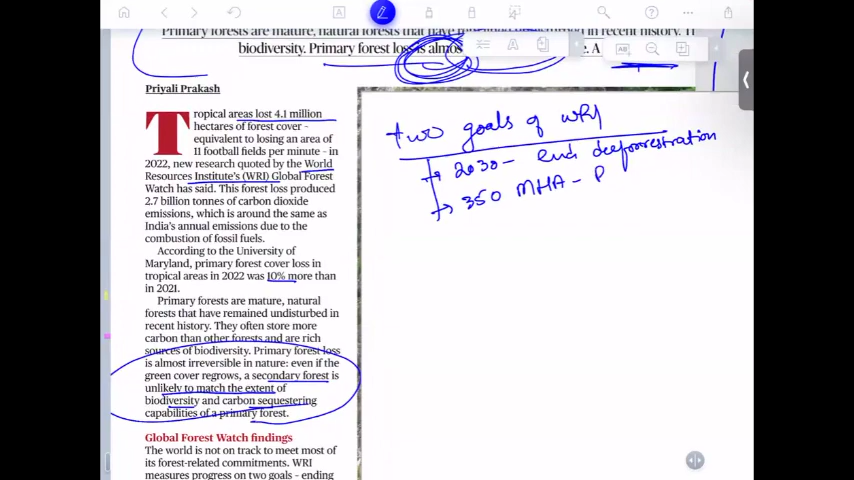 Primary forests are mature, natural forests that have
in recent history. T
biodiversity. Primary forest loss is almos
e. A
Priyali Prakash
Tropical areas lost 4.1 million
hectares of forest cover –
equivalent to losing an area of
11 football fields per minute – in
2022, new research quoted by the World
Resources Institute's (WRI) Global Forest
Watch has said. This forest loss produced
2.7 billion tonnes of carbon dioxide
emissions, which is around the same as
India's annual emissions due to the
combustion of fossil fuels.
According to the University of
Maryland, primary forest cover loss in
tropical areas in 2022 was 10% more than
in 2021.
Primary forests are mature, natural
forests that have remained undisturbed in
recent history. They often store more
carbon than other forests and are rich
sources of biodiversity. Primary forest loss
is almost irreversible in nature: even if the
green cover regrows, a secondary forest is
unlikely to match the extent of
biodiversity and carbon sequestering
capabilities of a primary forest.
Global Forest Watch findings
The world is not on track to meet most of
its forest-related commitments. WRI
measures progress on two goals – ending
two goals of WRI
→ 2030 – end deeforrestration
→ 350 MHA – P